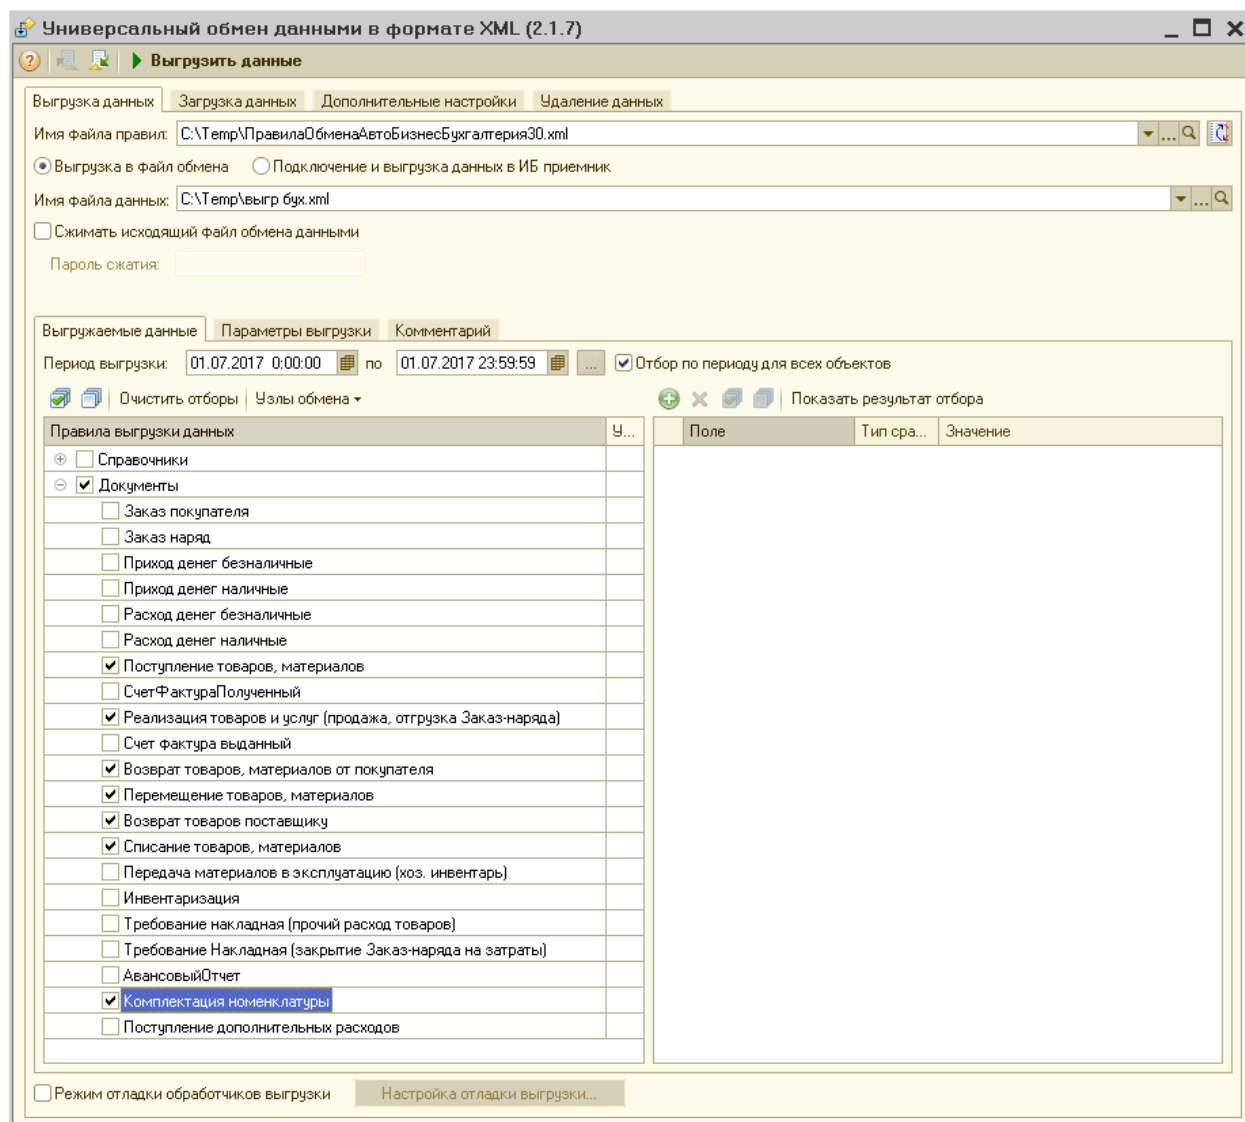 Универсальный обмен данными в формате XML (2.1.7)
Выгрузить данные
Выгрузка данных Загрузка данных Дополнительные настройки Удаление данных
Имя файла правил: C:\Temp\ПравилаОбменаАвтоБизнесБухгалтерия30.xml
Выгрузка в файл обмена Подключение и выгрузка данных в ИБ приемник
Имя файла данных: C:\Temp\выгр бух.xml
Сжимать исходящий файл обмена данными
Пароль сжатия:
Выгружаемые данные Параметры выгрузки Комментарий
Период выгрузки: 01.07.2017 0:00:00 по 01.07.2017 23:59:59 ... Отбор по периоду для всех объектов
Очистить отборы Узлы обмена Показать результат отбора
Правила выгрузки данных У... Поле Тип сра... Значение
Справочники
Документы
Заказ покупателя
Заказ наряд
Приход денег безналичные
Приход денег наличные
Расход денег безналичные
Расход денег наличные
Поступление товаров, материалов
СчетФактураПолученный
Реализация товаров и услуг (продажа, отгрузка Заказ-наряда)
Счет фактура выданный
Возврат товаров, материалов от покупателя
Перемещение товаров, материалов
Возврат товаров поставщику
Списание товаров, материалов
Передача материалов в эксплуатацию (хоз. инвентарь)
Инвентаризация
Требование накладная (прочий расход товаров)
Требование Накладная (закрытие Заказ-наряда на затраты)
АвансовыйОтчет
Комплектация номенклатуры
Поступление дополнительных расходов
Режим отладки обработчиков выгрузки Настройка отладки выгрузки...